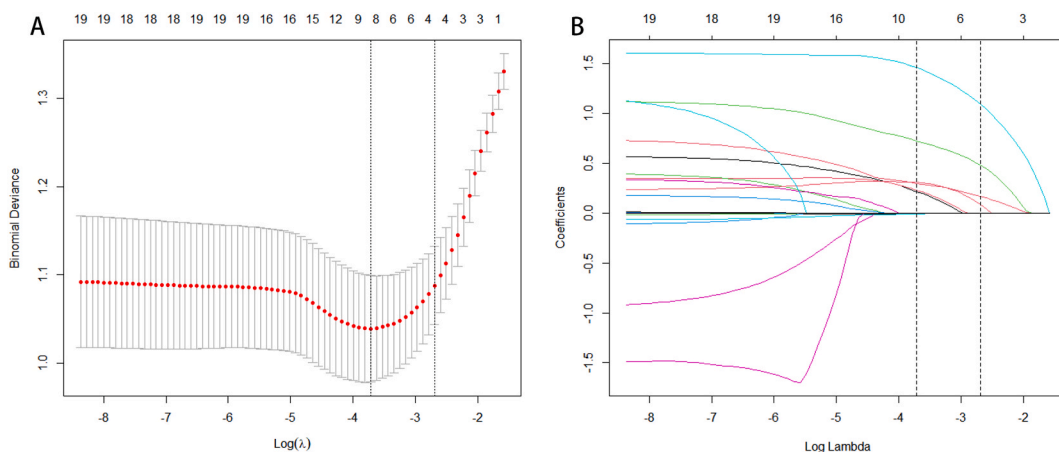 A
19 19 18 18 18 19 19 19 16 16 15 12 9 8 6 6 4 4 3 3 1
Binomial Deviance
1.3
1.2
1.1
1.0
-8 -7 -6 -5 -4 -3 -2
Log(λ)
B
19 18 19 16 10 6 3
Coefficients
1.5
1.0
0.5
0.0
-0.5
-1.0
-1.5
-8 -7 -6 -5 -4 -3 -2
Log Lambda